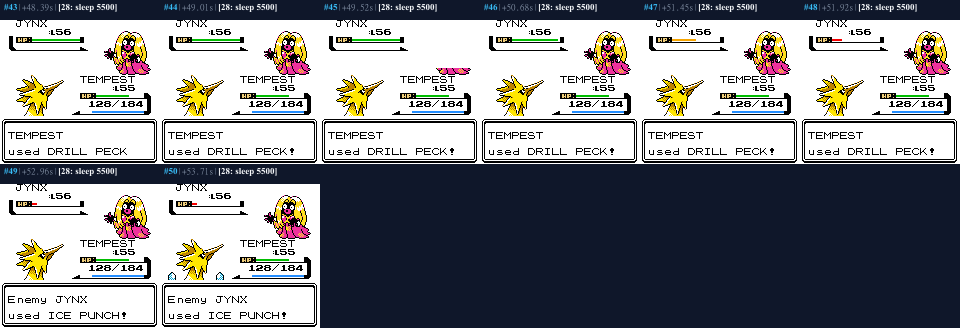 #43|+48.39s| [28: sleep 5500]
JYNX
:L56
HP:
TEMPEST
:L55
HP:
128/184
TEMPEST
used DRILL PECK
#44|+49.01s| [28: sleep 5500]
JYNX
:L56
HP:
TEMPEST
:L55
HP:
128/184
TEMPEST
used DRILL PECK!
#45|+49.52s| [28: sleep 5500]
JYNX
:L56
HP:
TEMPEST
:L55
HP:
128/184
TEMPEST
used DRILL PECK!
#46|+50.68s| [28: sleep 5500]
JYNX
:L56
HP:
TEMPEST
:L55
HP:
128/184
TEMPEST
used DRILL PECK!
#47|+51.45s| [28: sleep 5500]
JYNX
:L56
HP:
TEMPEST
:L55
HP:
128/184
TEMPEST
used DRILL PECK!
#48|+51.92s| [28: sleep 5500]
JYNX
:L56
HP:
TEMPEST
:L55
HP:
128/184
TEMPEST
used DRILL PECK!
#49|+52.96s| [28: sleep 5500]
JYNX
:L56
HP:
TEMPEST
:L55
HP:
128/184
Enemy JYNX
used ICE PUNCH!
#50|+53.71s| [28: sleep 5500]
JYNX
:L56
HP:
TEMPEST
:L55
HP:
128/184
Enemy JYNX
used ICE PUNCH!